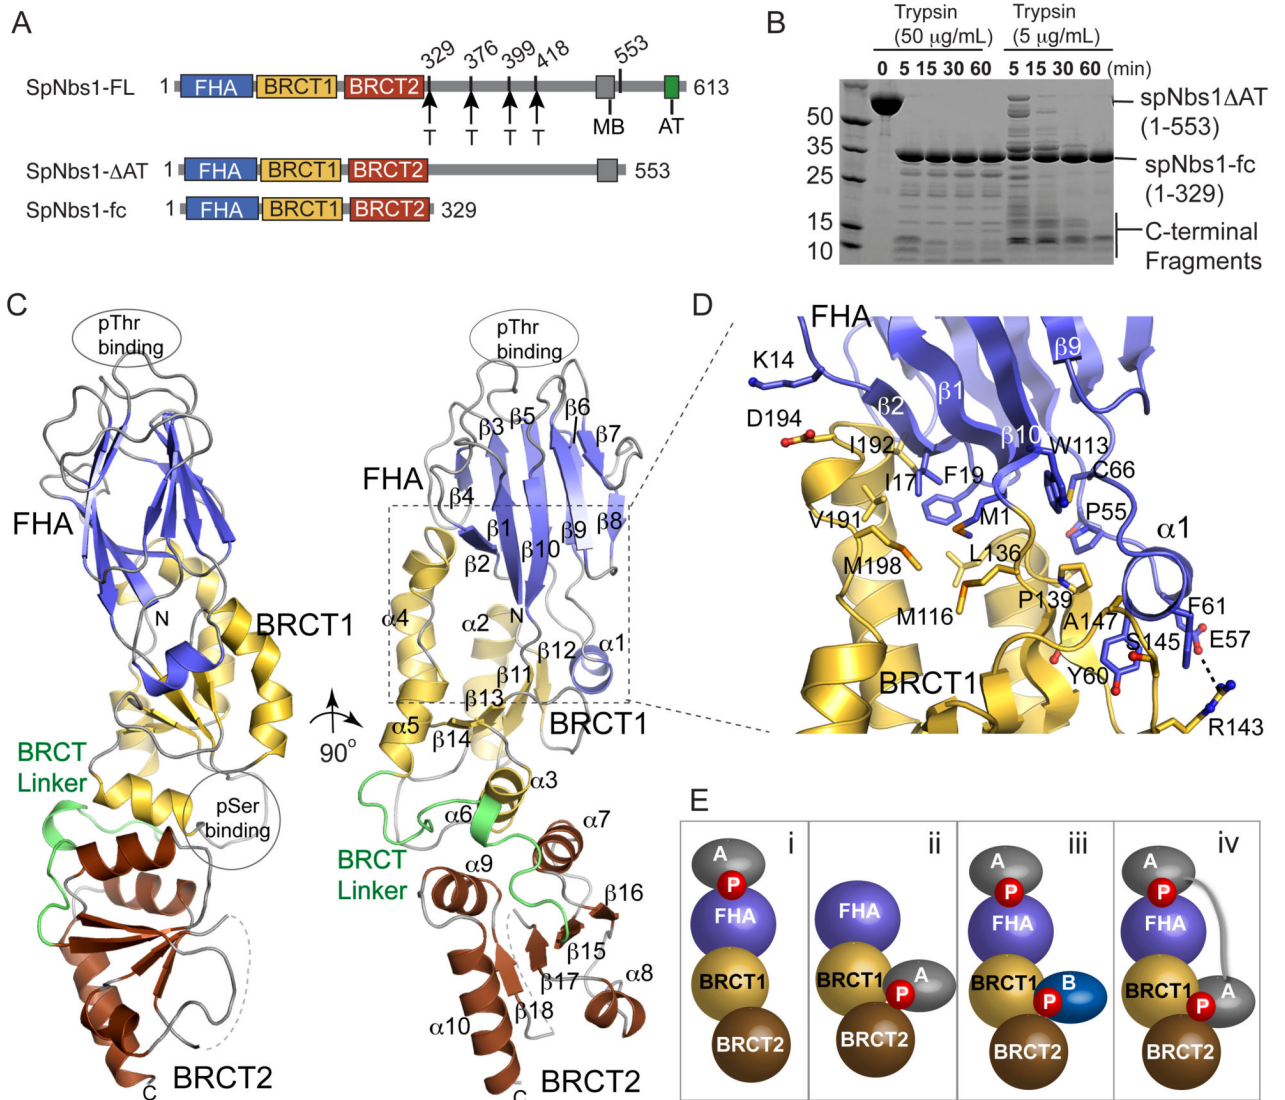 A
329 376 399 418 553
SpNbs1-FL 1 FHA BRCT1 BRCT2 613
T T T T MB AT
SpNbs1-ΔAT 1 FHA BRCT1 BRCT2 553
SpNbs1-fc 1 FHA BRCT1 BRCT2 329
B
Trypsin Trypsin
(50 μg/mL) (5 μg/mL)
0 5 15 30 60 5 15 30 60 (min)
50
35
25
15
10
spNbs1ΔAT
(1-553)
spNbs1-fc
(1-329)
C-terminal
Fragments
C
pThr
binding
FHA
N
BRCT1
BRCT
Linker
pSer
binding
BRCT2
C
90°
pThr
binding
FHA
β3 β5 β6 β7
β4 β1 β9 β8
β2 β10
N
α4 α2 β12 α1
β11
β13
BRCT1
α5 β14
α3
α6 α7
BRCT
Linker
α9 β16
β15
β17 α8
β18
α10
C BRCT2
D
FHA
K14 β9
β1
β2
D194 β10
I192 W113
I17 F19 C66
V191 M1 P55 α1
M198 L136
M116 P139 F61
A147 E57
S145
BRCT1 Y60
R143
E
i
A
P
FHA
BRCT1
BRCT2
ii
FHA
BRCT1 A
P
BRCT2
iii
A
P
FHA
BRCT1 B
P
BRCT2
iv
A
P
FHA
BRCT1 A
P
BRCT2